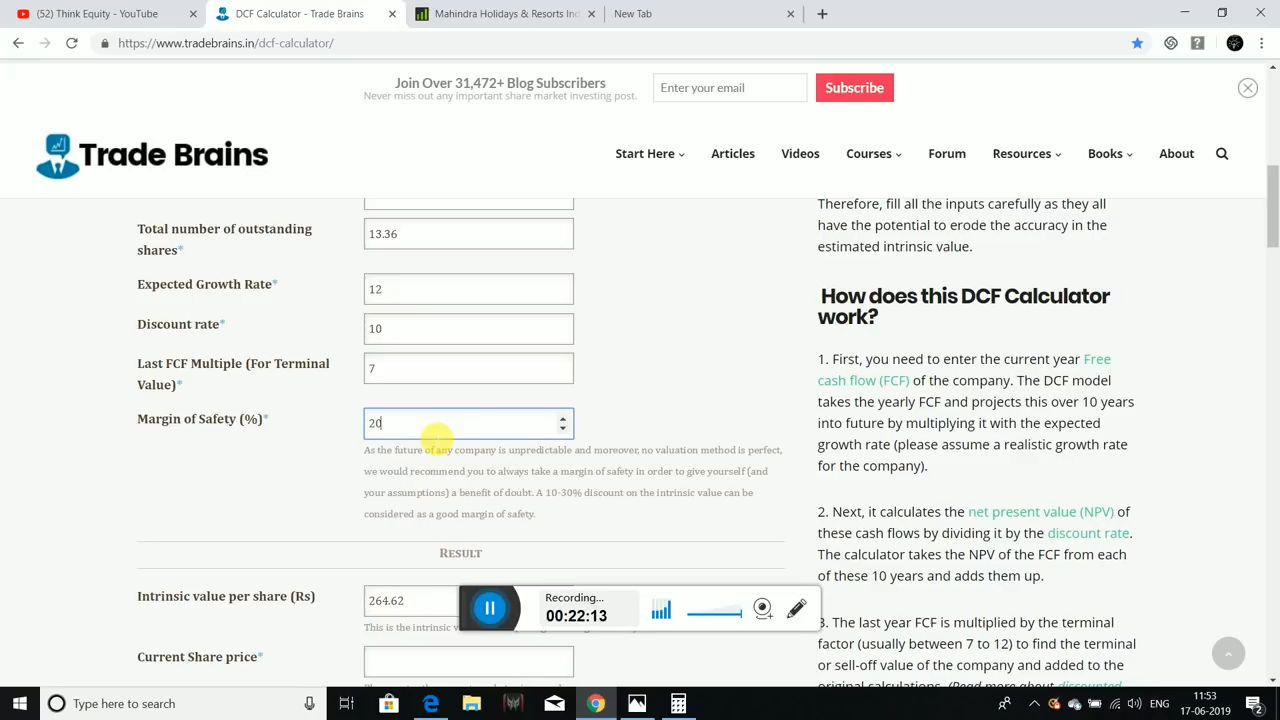 (52) Think Equity - YouTube
DCF Calculator - Trade Brains
Mahindra Holidays & Resorts Ind
New Tab
https://www.tradebrains.in/dcf-calculator/
Join Over 31,472+ Blog Subscribers
Never miss out any important share market investing post.
Enter your email
Subscribe
Trade Brains
Start Here
Articles
Videos
Courses
Forum
Resources
Books
About
Total number of outstanding
shares*
13.36
Expected Growth Rate*
12
Discount rate*
10
Last FCF Multiple (For Terminal
Value)*
7
Margin of Safety (%)*
20
As the future of any company is unpredictable and moreover, no valuation method is perfect,
we would recommend you to always take a margin of safety in order to give yourself (and
your assumptions) a benefit of doubt. A 10-30% discount on the intrinsic value can be
considered as a good margin of safety.
RESULT
Intrinsic value per share (Rs)
264.62
This is the intrinsic
Current Share price*
Therefore, fill all the inputs carefully as they all
have the potential to erode the accuracy in the
estimated intrinsic value.
How does this DCF Calculator
work?
1. First, you need to enter the current year Free
cash flow (FCF) of the company. The DCF model
takes the yearly FCF and projects this over 10 years
into future by multiplying it with the expected
growth rate (please assume a realistic growth rate
for the company).
2. Next, it calculates the net present value (NPV) of
these cash flows by dividing it by the discount rate.
The calculator takes the NPV of the FCF from each
of these 10 years and adds them up.
3. The last year FCF is multiplied by the terminal
factor (usually between 7 to 12) to find the terminal
or sell-off value of the company and added to the
original calculations. (Read more about discounted
Recording...
00:22:13
Type here to search
ENG
11:53
17-06-2019
2